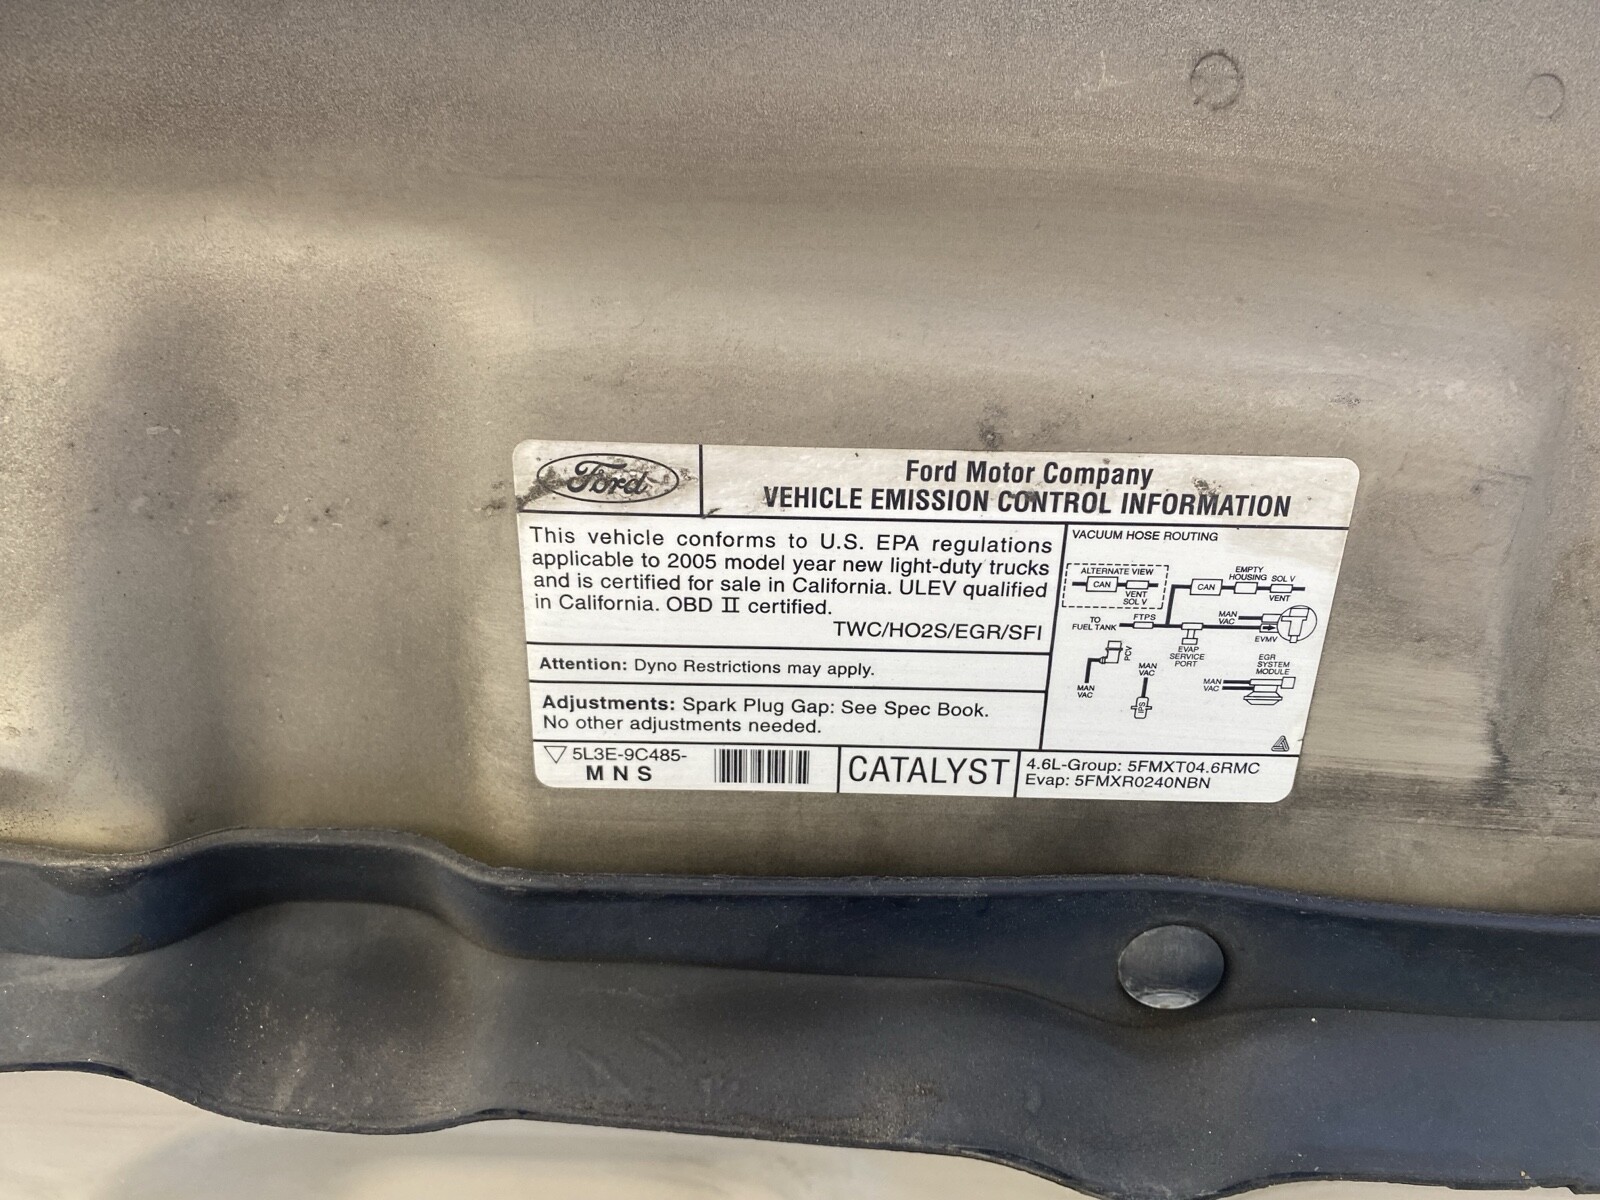 Ford
Ford Motor Company
VEHICLE EMISSION CONTROL INFORMATION
This vehicle conforms to U.S. EPA regulations
applicable to 2005 model year new light-duty trucks
and is certified for sale in California. ULEV qualified
in California. OBD II certified.
TWC/HO2S/EGR/SFI
Attention: Dyno Restrictions may apply.
Adjustments: Spark Plug Gap: See Spec Book.
No other adjustments needed.
5L3E-9C485-
M N S
CATALYST
4.6L-Group: 5FMXT04.6RMC
Evap: 5FMXR0240NBN
VACUUM HOSE ROUTING
ALTERNATE VIEW
CAN
VENT
SOL V
CAN
EMPTY
HOUSING
SOL V
VENT
TO
FUEL TANK
FTPS
MAN
VAC
EVMV
EVAP
SERVICE
PORT
PCV
MAN
VAC
MAN
VAC
IPS
EGR
SYSTEM
MODULE
MAN
VAC